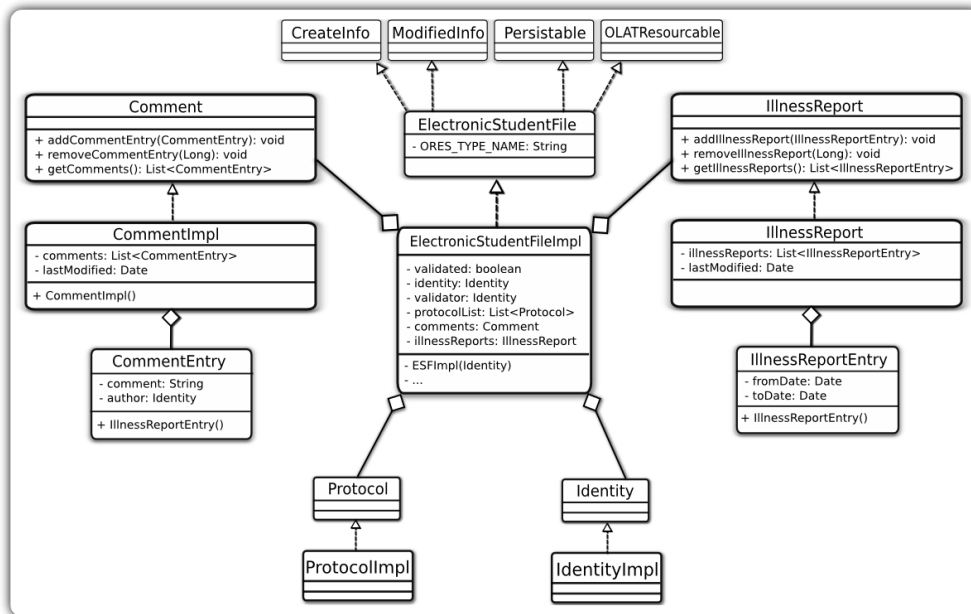 CreateInfo
ModifiedInfo
Persistable
OLATResourcable
Comment
+ addCommentEntry(CommentEntry): void
+ removeCommentEntry(Long): void
+ getComments(): List<CommentEntry>
ElectronicStudentFile
- ORES_TYPE_NAME: String
IllnessReport
+ addIllnessReport(IllnessReportEntry): void
+ removeIllnessReport(Long): void
+ getIllnessReports(): List<IllnessReportEntry>
CommentImpl
- comments: List<CommentEntry>
- lastModified: Date
+ CommentImpl()
ElectronicStudentFileImpl
- validated: boolean
- identity: Identity
- validator: Identity
- protocolList: List<Protocol>
- comments: Comment
- illnessReports: IllnessReport
- ESFImpl(Identity)
- ...
IllnessReport
- illnessReports: List<IllnessReportEntry>
- lastModified: Date
CommentEntry
- comment: String
- author: Identity
+ IllnessReportEntry()
IllnessReportEntry
- fromDate: Date
- toDate: Date
+ IllnessReportEntry()
Protocol
Identity
ProtocolImpl
IdentityImpl